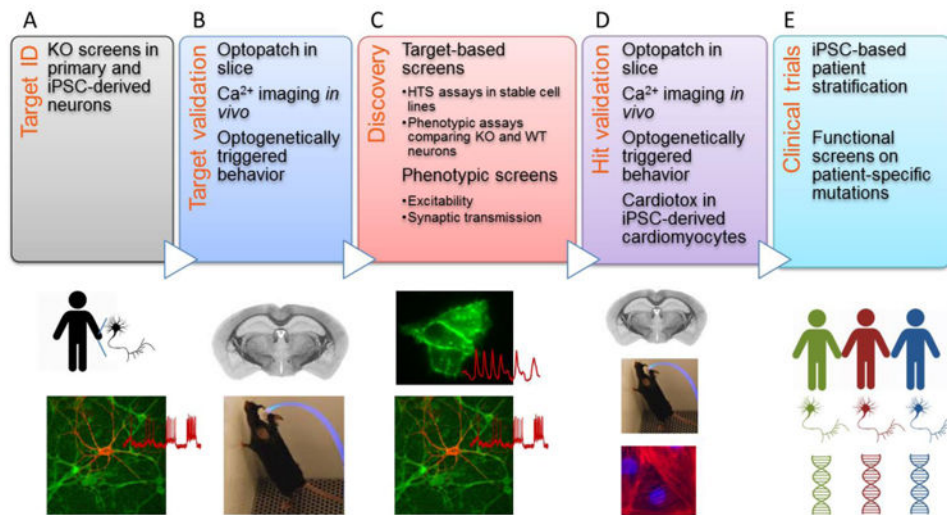 A
B
C
D
E
Target ID
KO screens in
primary and
iPSC-derived
neurons
Target validation
Optopatch in
slice
Ca²⁺ imaging in
vivo
Optogenetically
triggered
behavior
Discovery
Target-based
screens
•HTS assays in stable cell
lines
•Phenotypic assays
comparing KO and WT
neurons
Phenotypic screens
•Excitability
•Synaptic transmission
Hit validation
Optopatch in
slice
Ca²⁺ imaging in
vivo
Optogenetically
triggered
behavior
Cardiotox in
iPSC-derived
cardiomyocytes
Clinical trials
iPSC-based
patient
stratification
Functional
screens on
patient-specific
mutations